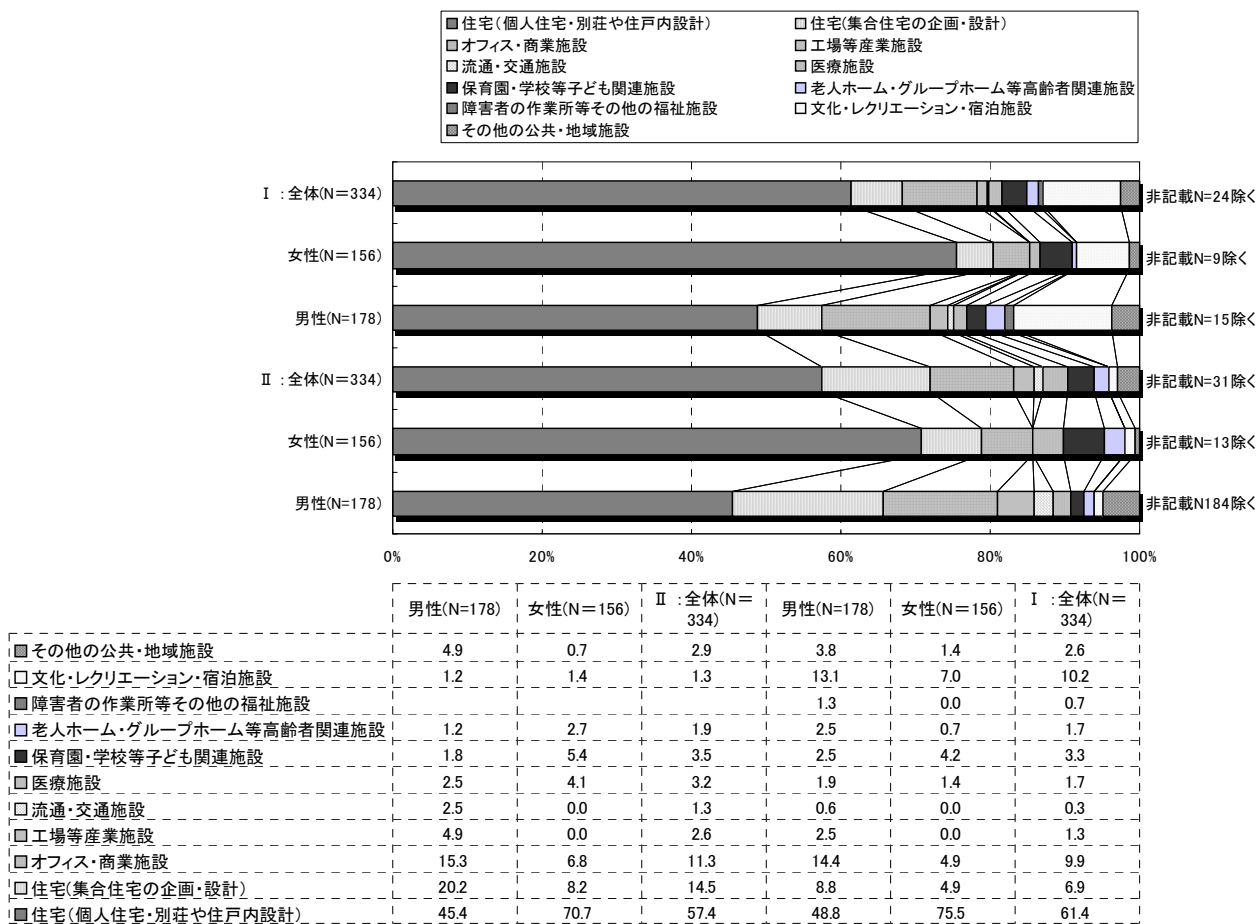 住宅(個人住宅・別荘や住戸内設計) 住宅(集合住宅の企画・設計)
オフィス・商業施設 工場等産業施設
流通・交通施設 医療施設
保育園・学校等子ども関連施設 老人ホーム・グループホーム等高齢者関連施設
障害者の作業所等その他の福祉施設 文化・レクリエーション・宿泊施設
その他の公共・地域施設
Ⅰ :全体(N=334) 非記載N=24除く
女性(N=156) 非記載N=9除く
男性(N=178) 非記載N=15除く
Ⅱ :全体(N=334) 非記載N=31除く
女性(N=156) 非記載N=13除く
男性(N=178) 非記載N184除く
0% 20% 40% 60% 80% 100%
男性(N=178) 女性(N=156) Ⅱ :全体(N= 男性(N=178) 女性(N=156) Ⅰ :全体(N=
334) 334)
その他の公共・地域施設 4.9 0.7 2.9 3.8 1.4 2.6
文化・レクリエーション・宿泊施設 1.2 1.4 1.3 13.1 7.0 10.2
障害者の作業所等その他の福祉施設 1.3 0.0 0.7
老人ホーム・グループホーム等高齢者関連施設 1.2 2.7 1.9 2.5 0.7 1.7
保育園・学校等子ども関連施設 1.8 5.4 3.5 2.5 4.2 3.3
医療施設 2.5 4.1 3.2 1.9 1.4 1.7
流通・交通施設 2.5 0.0 1.3 0.6 0.0 0.3
工場等産業施設 4.9 0.0 2.6 2.5 0.0 1.3
オフィス・商業施設 15.3 6.8 11.3 14.4 4.9 9.9
住宅(集合住宅の企画・設計) 20.2 8.2 14.5 8.8 4.9 6.9
住宅(個人住宅・別荘や住戸内設計) 45.4 70.7 57.4 48.8 75.5 61.4